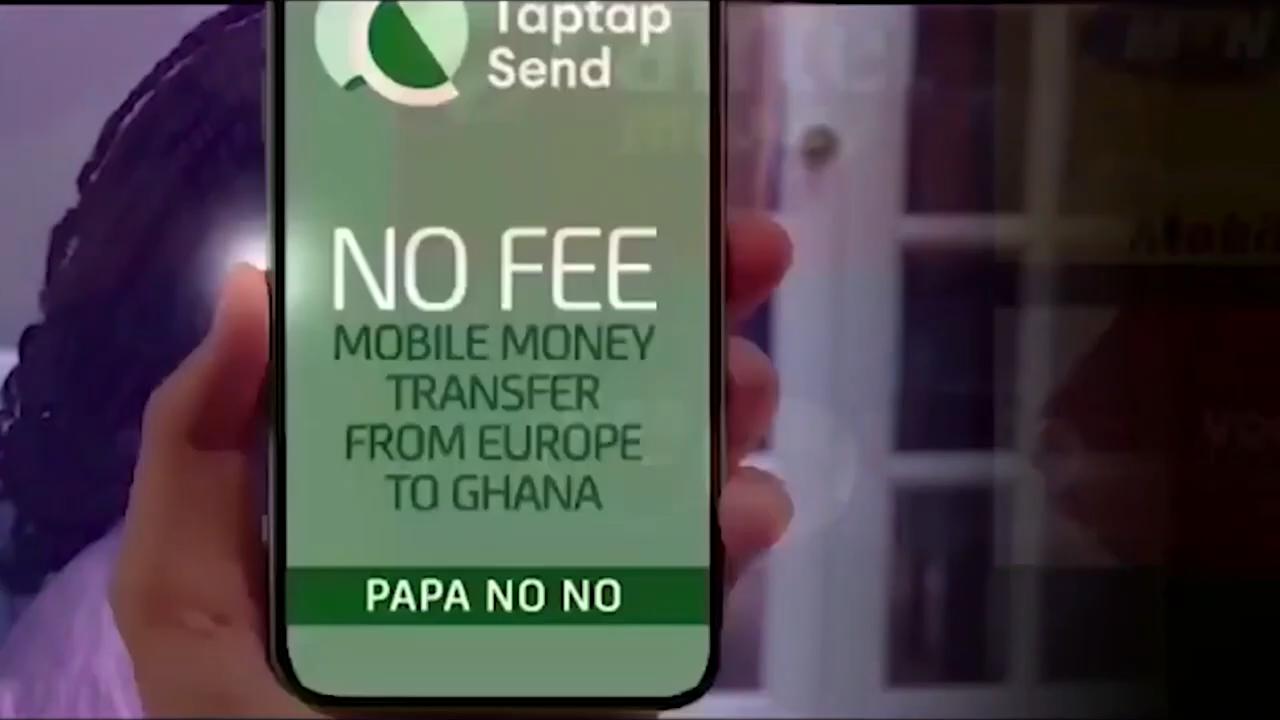 Taptap
Send
NO FEE
MOBILE MONEY
TRANSFER
FROM EUROPE
TO GHANA
PAPA NO NO